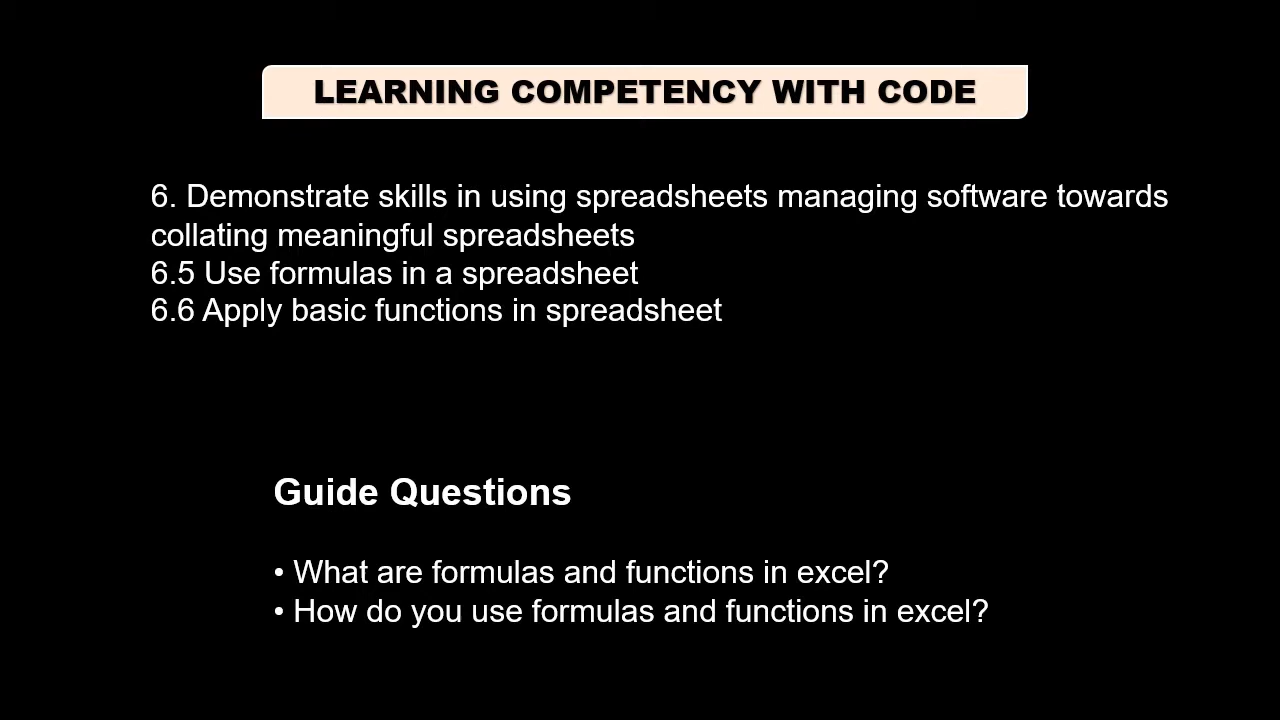 LEARNING COMPETENCY WITH CODE
6. Demonstrate skills in using spreadsheets managing software towards
collating meaningful spreadsheets
6.5 Use formulas in a spreadsheet
6.6 Apply basic functions in spreadsheet
Guide Questions
• What are formulas and functions in excel?
• How do you use formulas and functions in excel?